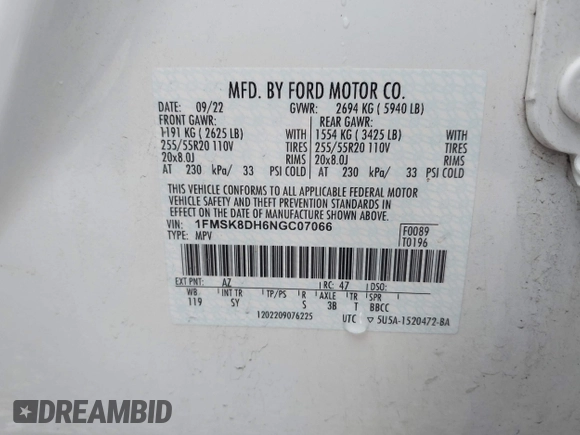 MFD. BY FORD MOTOR CO.
DATE: 09/22 GVWR: 2694 KG ( 5940 LB)
FRONT GAWR: REAR GAWR:
1191 KG ( 2625 LB) WITH 1554 KG ( 3425 LB) WITH
255/55R20 110V TIRES 255/55R20 110V TIRES
20x8.0J RIMS 20x8.0J RIMS
AT 230 kPa/ 33 PSI COLD AT 230 kPa/ 33 PSI COLD
THIS VEHICLE CONFORMS TO ALL APPLICABLE FEDERAL MOTOR
VEHICLE SAFETY AND THEFT PREVENTION STANDARDS IN
EFFECT ON THE DATE OF MANUFACTURE SHOWN ABOVE.
VIN: 1FMSK8DH6NGC07066 F0089
TYPE: MPV T0196
EXT PNT: AZ RC: 47 DSO:
WB INT TR TP/PS R AXLE TR SPR
119 SY S 3B T BBCC
1202209076225 UTC ▽ 5U5A-1520472-BA
DREAMBID